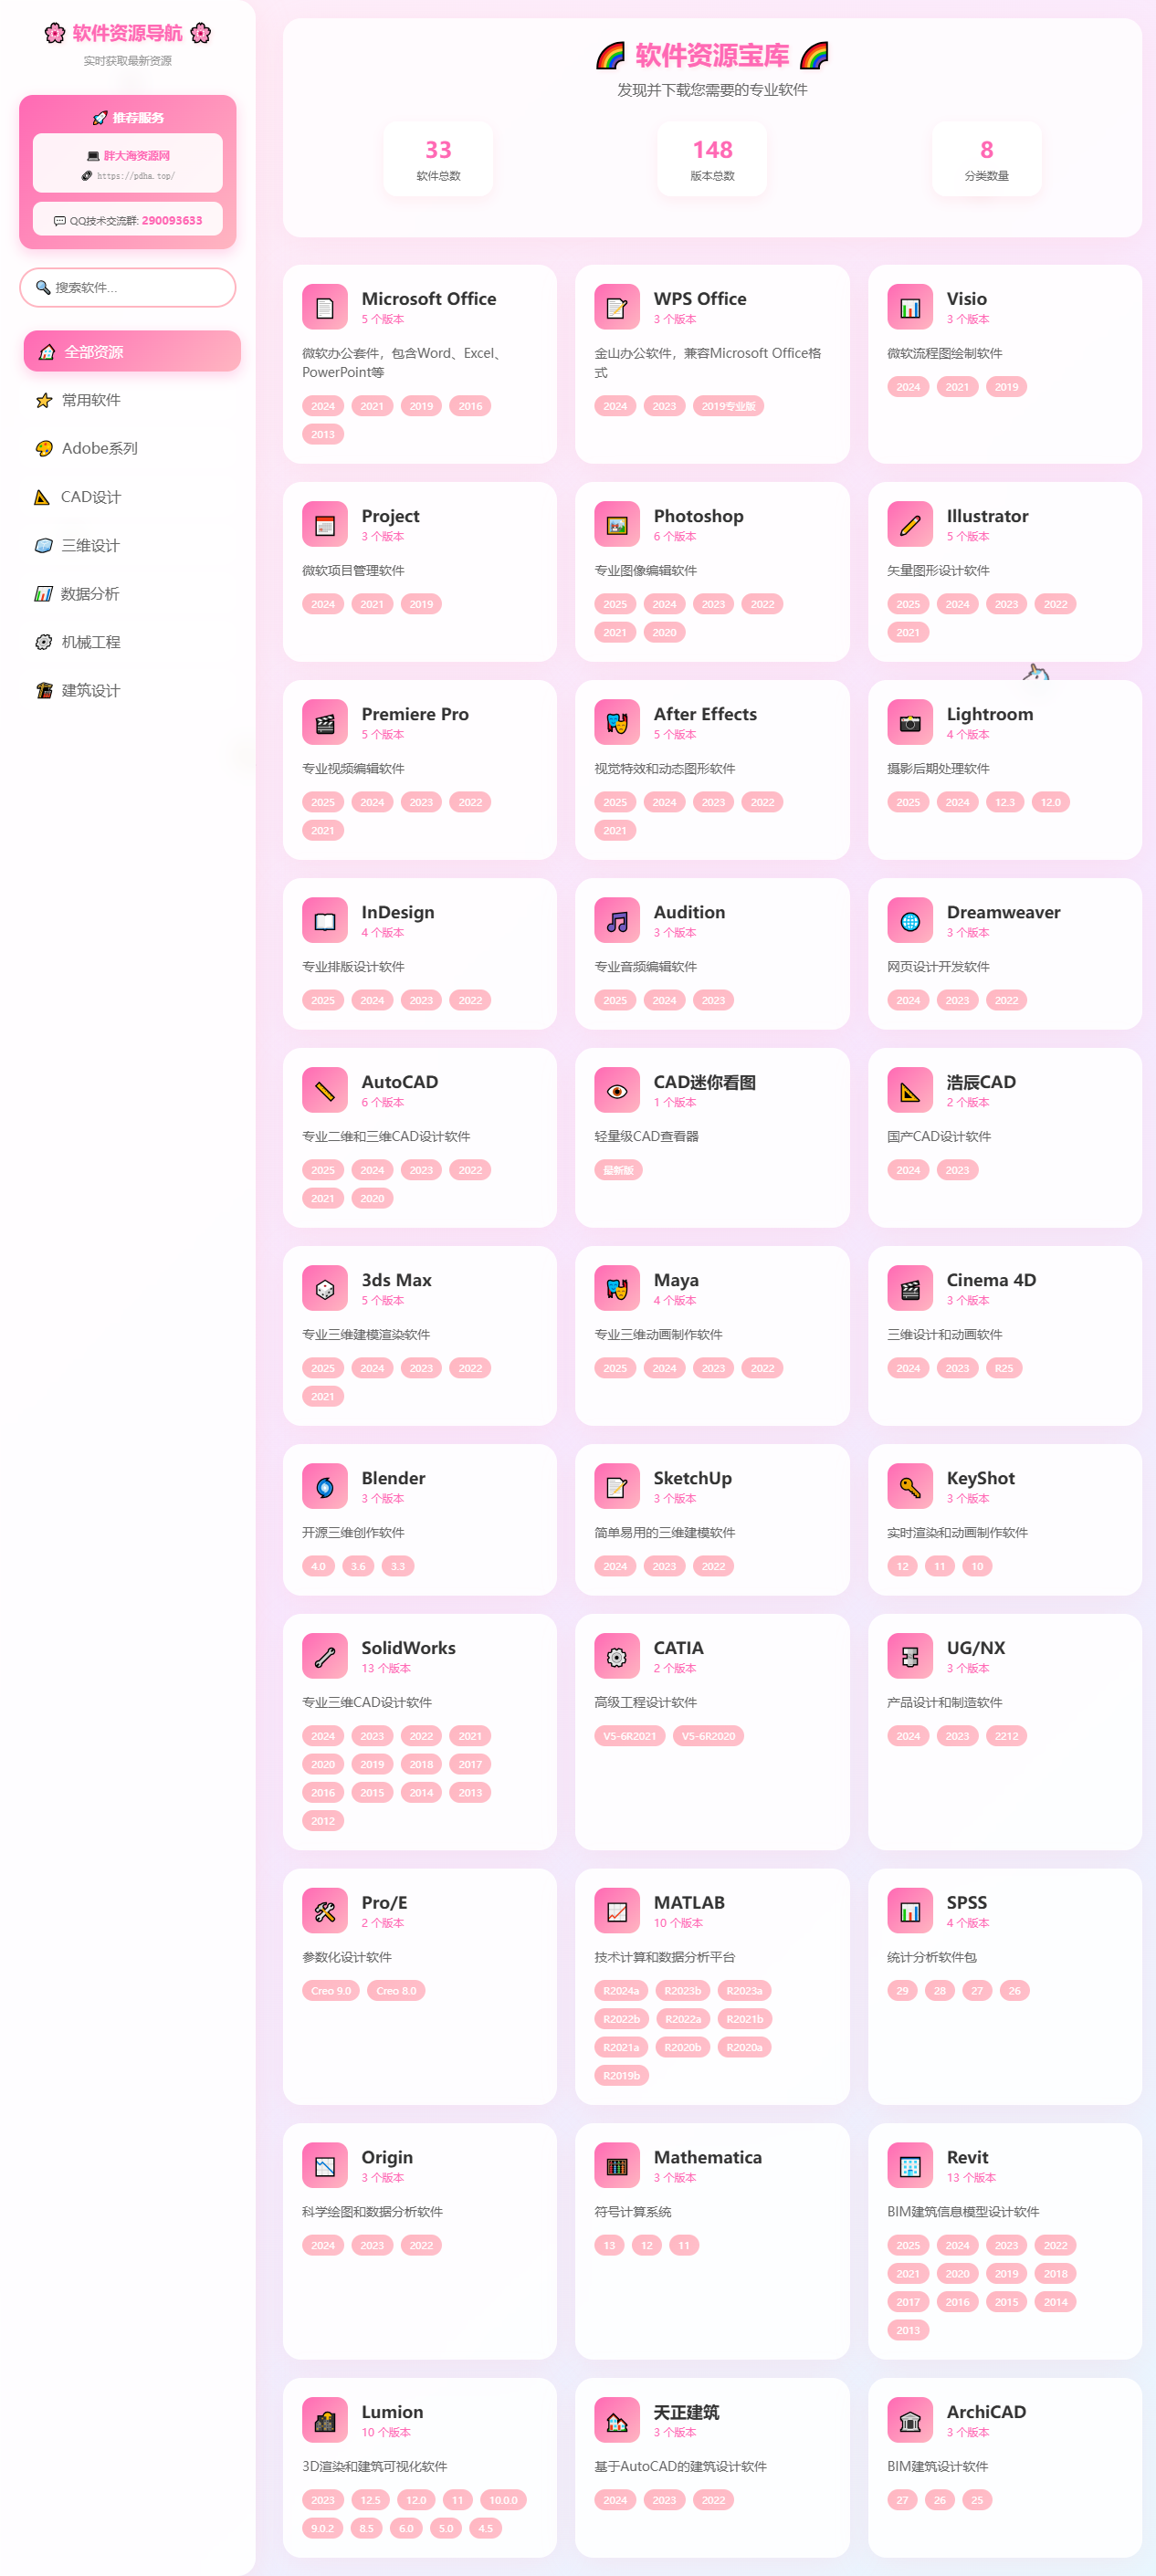 软件资源导航
实时获取最新资源
推荐服务
胖大海资源网
https://pdha.top/
QQ技术交流群: 290093633
搜索软件...
全部资源
常用软件
Adobe系列
CAD设计
三维设计
数据分析
机械工程
建筑设计
软件资源宝库
发现并下载您需要的专业软件
33
软件总数
148
版本总数
8
分类数量
Microsoft Office
5 个版本
微软办公套件，包含Word、Excel、
PowerPoint等
2024 2021 2019 2016
2013
WPS Office
3 个版本
金山办公软件，兼容Microsoft Office格
式
2024 2023 2019专业版
Visio
3 个版本
微软流程图绘制软件
2024 2021 2019
Project
3 个版本
微软项目管理软件
2024 2021 2019
Photoshop
6 个版本
专业图像编辑软件
2025 2024 2023 2022
2021 2020
Illustrator
5 个版本
矢量图形设计软件
2025 2024 2023 2022
2021
Premiere Pro
5 个版本
专业视频编辑软件
2025 2024 2023 2022
2021
After Effects
5 个版本
视觉特效和动态图形软件
2025 2024 2023 2022
2021
Lightroom
4 个版本
摄影后期处理软件
2025 2024 12.3 12.0
InDesign
4 个版本
专业排版设计软件
2025 2024 2023 2022
Audition
3 个版本
专业音频编辑软件
2025 2024 2023
Dreamweaver
3 个版本
网页设计开发软件
2024 2023 2022
AutoCAD
6 个版本
专业二维和三维CAD设计软件
2025 2024 2023 2022
2021 2020
CAD迷你看图
1 个版本
轻量级CAD查看器
最新版
浩辰CAD
2 个版本
国产CAD设计软件
2024 2023
3ds Max
5 个版本
专业三维建模渲染软件
2025 2024 2023 2022
2021
Maya
4 个版本
专业三维动画制作软件
2025 2024 2023 2022
Cinema 4D
3 个版本
三维设计和动画软件
2024 2023 R25
Blender
3 个版本
开源三维创作软件
4.0 3.6 3.3
SketchUp
3 个版本
简单易用的三维建模软件
2024 2023 2022
KeyShot
3 个版本
实时渲染和动画制作软件
12 11 10
SolidWorks
13 个版本
专业三维CAD设计软件
2024 2023 2022 2021
2020 2019 2018 2017
2016 2015 2014 2013
2012
CATIA
2 个版本
高级工程设计软件
V5-6R2021 V5-6R2020
UG/NX
3 个版本
产品设计和制造软件
2024 2023 2212
Pro/E
2 个版本
参数化设计软件
Creo 9.0 Creo 8.0
MATLAB
10 个版本
技术计算和数据分析平台
R2024a R2023b R2023a
R2022b R2022a R2021b
R2021a R2020b R2020a
R2019b
SPSS
4 个版本
统计分析软件包
29 28 27 26
Origin
3 个版本
科学绘图和数据分析软件
2024 2023 2022
Mathematica
3 个版本
符号计算系统
13 12 11
Revit
13 个版本
BIM建筑信息模型设计软件
2025 2024 2023 2022
2021 2020 2019 2018
2017 2016 2015 2014
2013
Lumion
10 个版本
3D渲染和建筑可视化软件
2023 12.5 12.0 11 10.0.0
9.0.2 8.5 6.0 5.0 4.5
天正建筑
3 个版本
基于AutoCAD的建筑设计软件
2024 2023 2022
ArchiCAD
3 个版本
BIM建筑设计软件
27 26 25